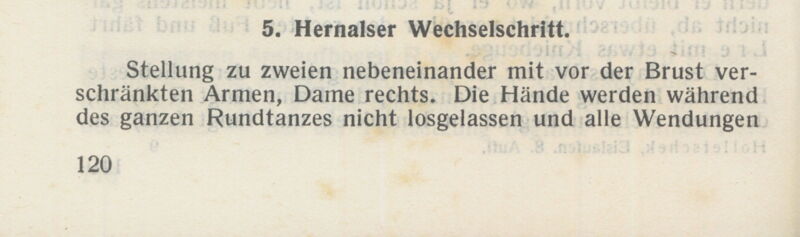 5. Hernalser Wechselschritt.
Stellung zu zweien nebeneinander mit vor der Brust ver-
schränkten Armen, Dame rechts. Die Hände werden während
des ganzen Rundtanzes nicht losgelassen und alle Wendungen
120